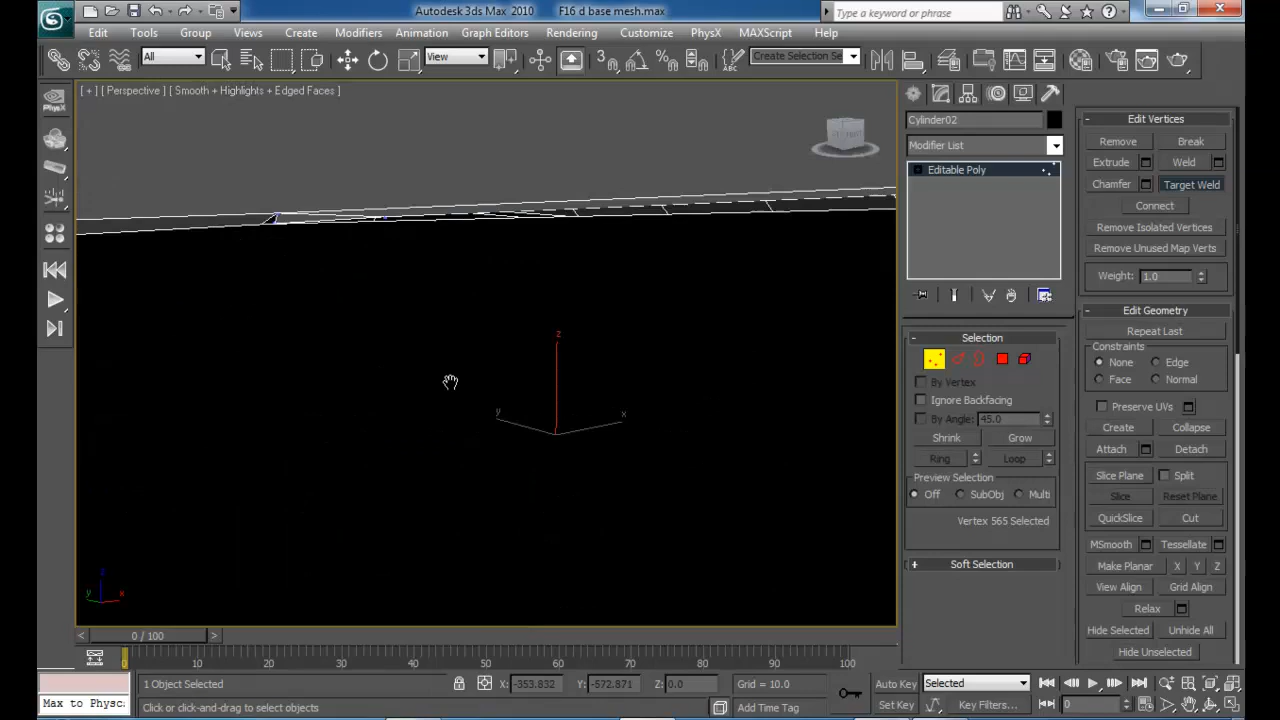 Autodesk 3ds Max 2010 F16 d base mesh.max
Type a keyword or phrase
Edit Tools Group Views Create Modifiers Animation Graph Editors Rendering Customize PhysX MAXScript Help
All
View
Create Selection Se
[ + ] [ Perspective ] [ Smooth + Highlights + Edged Faces ]
PhysX
Cylinder02
Modifier List
Editable Poly
Edit Vertices
Remove Break
Extrude Weld
Chamfer Target Weld
Connect
Remove Isolated Vertices
Remove Unused Map Verts
Weight: 1.0
Edit Geometry
Repeat Last
Constraints
None Edge
Face Normal
Preserve UVs
Create Collapse
Attach Detach
Slice Plane Split
Slice Reset Plane
QuickSlice Cut
MSmooth Tessellate
Make Planar X Y Z
View Align Grid Align
Relax
Hide Selected Unhide All
Hide Unselected
Selection
By Vertex
Ignore Backfacing
By Angle: 45.0
Shrink Grow
Ring Loop
Preview Selection
Off SubObj Multi
Vertex 565 Selected
Soft Selection
z
y x
z
y x
< 0 / 100 >
0 10 20 30 40 50 60 70 80 90 100
1 Object Selected X: -353.832 Y: -572.871 Z: 0.0 Grid = 10.0 Auto Key Selected
Max to Physc. Click or click-and-drag to select objects Add Time Tag Set Key Key Filters... 0